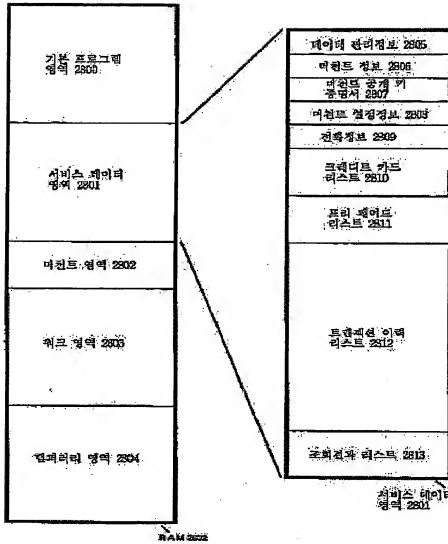 기본 프로그램
영역 2800
서비스 데이터
영역 2801
머천트 영역 2802
워크 영역 2803
템퍼러리 영역 2804
RAM
데이터 관리정보 2805
머천트 정보 2806
머천트 공개 키
증명서 2807
머천트 설정정보 2808
전화정보 2809
크레디트 카드
리스트 2810
프리 페이드
리스트 2811
트랜잭션 이력
리스트 2812
조회결과 리스트 2813
서비스 데이터
영역 2801